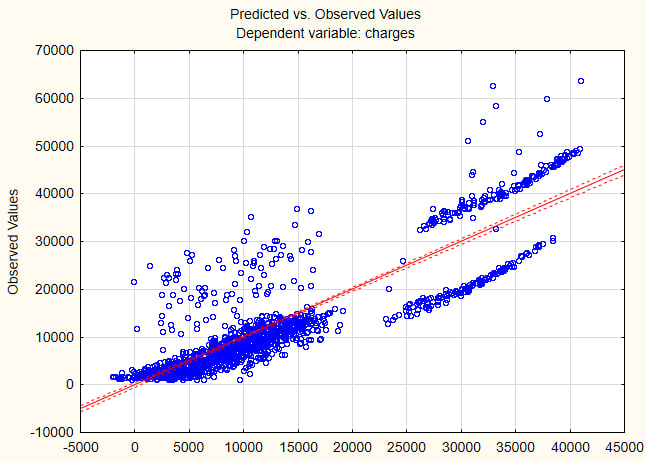 Predicted vs. Observed Values
Dependent variable: charges
70000
60000
50000
40000
30000
20000
10000
0
-10000
Observed Values
-5000 0 5000 10000 15000 20000 25000 30000 35000 40000 45000